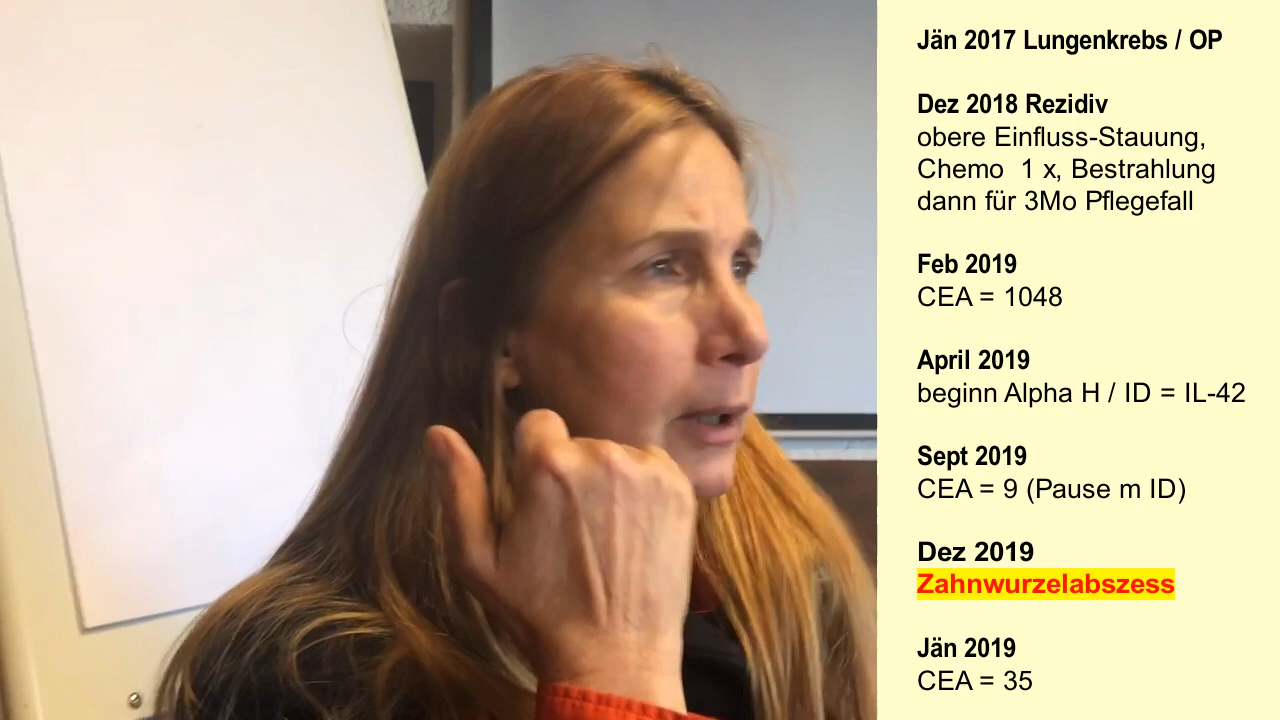 Jän 2017 Lungenkrebs / OP
Dez 2018 Rezidiv
obere Einfluss-Stauung,
Chemo 1 x, Bestrahlung
dann für 3Mo Pflegefall
Feb 2019
CEA = 1048
April 2019
beginn Alpha H / ID = IL-42
Sept 2019
CEA = 9 (Pause m ID)
Dez 2019
Zahnwurzelabszess
Jän 2019
CEA = 35